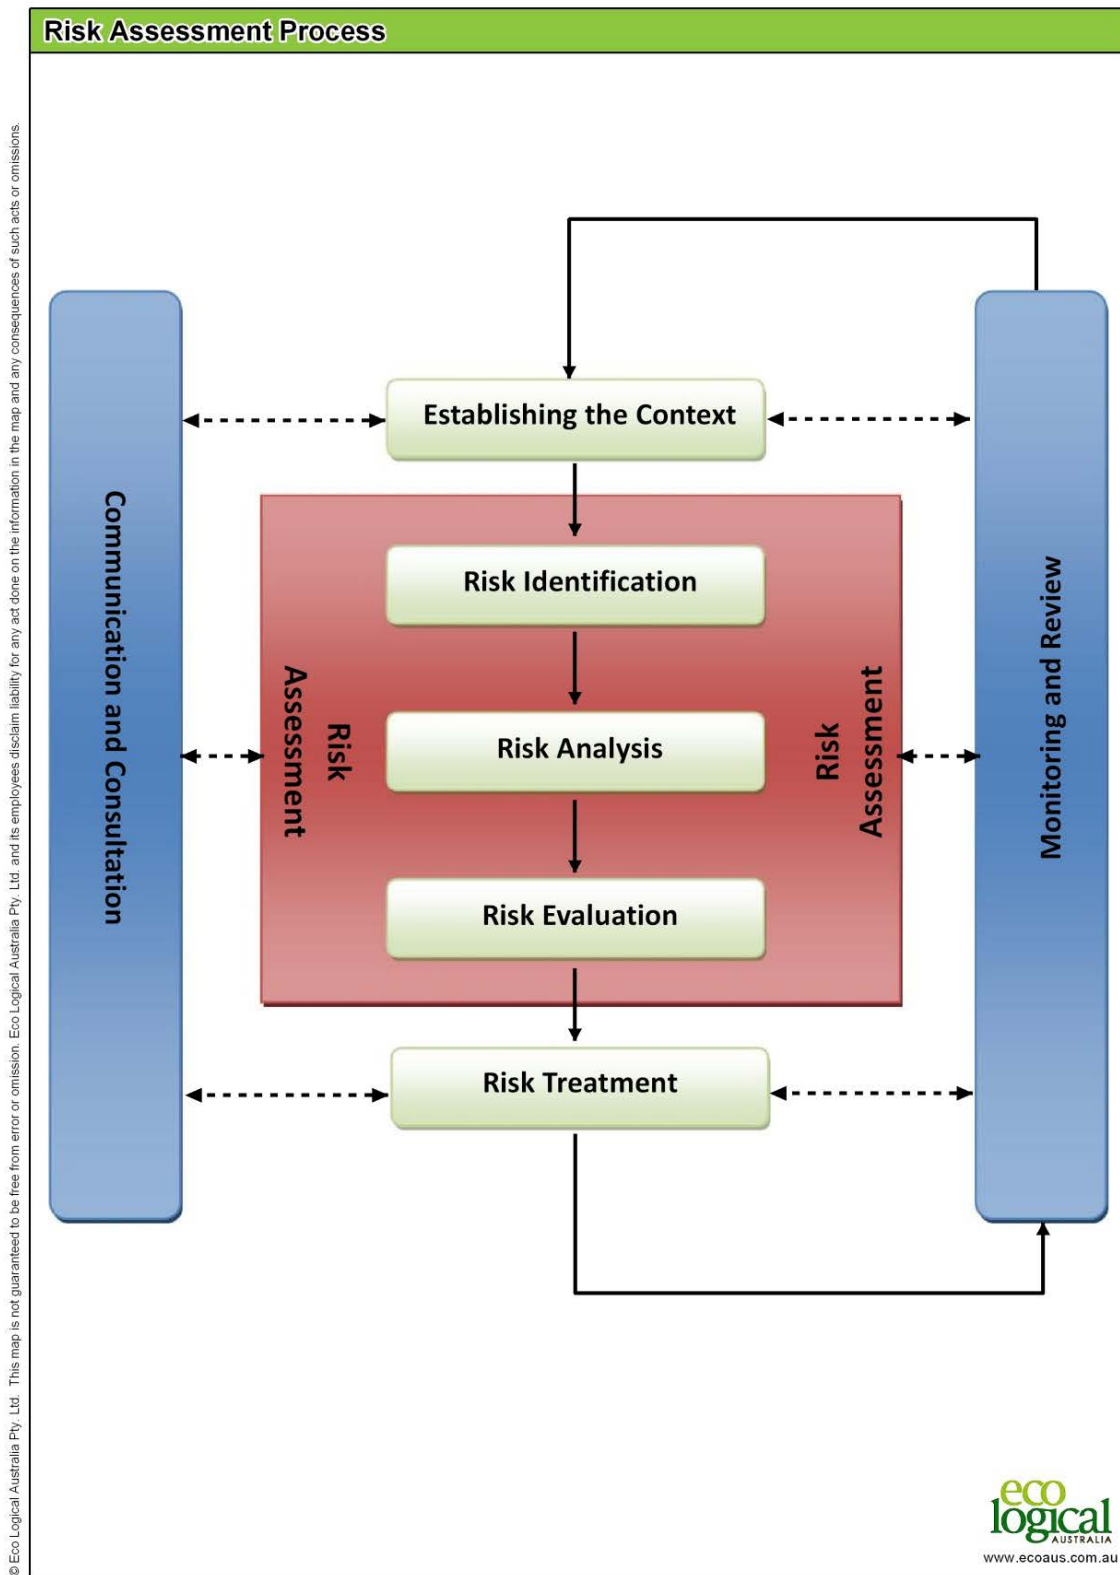 Risk Assessment Process
© Eco Logical Australia Pty. Ltd. This map is not guaranteed to be free from error or omission. Eco Logical Australia Pty. Ltd. and its employees disclaim liability for any act done on the information in the map and any consequences of such acts or omissions.
Communication and Consultation
Establishing the Context
Risk
Assessment
Risk Identification
Risk Analysis
Risk Evaluation
Risk
Assessment
Risk Treatment
Monitoring and Review
eco
logical
AUSTRALIA
www.ecoaus.com.au